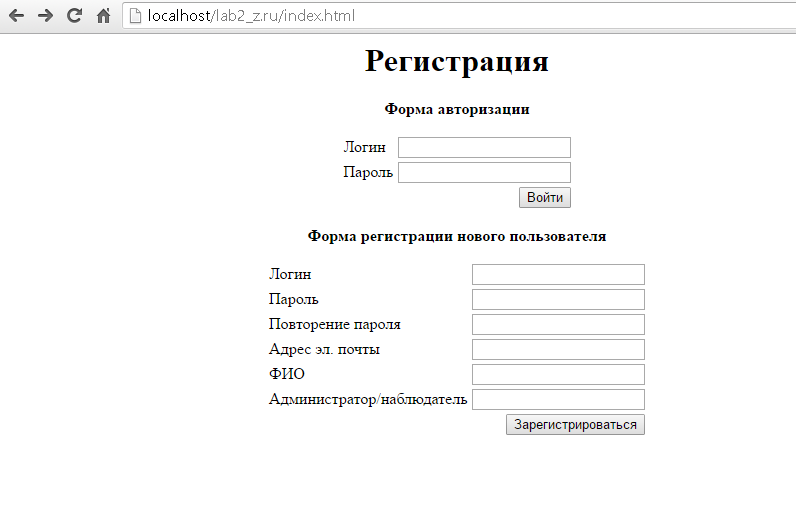 localhost/lab2_z.ru/index.html
Регистрация
Форма авторизации
Логин
Пароль
Войти
Форма регистрации нового пользователя
Логин
Пароль
Повторение пароля
Адрес эл. почты
ФИО
Администратор/наблюдатель
Зарегистрироваться